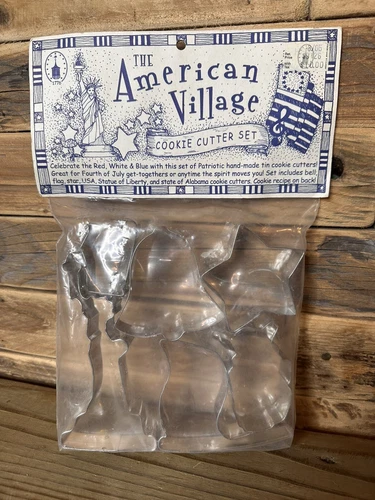 THE
American
Village
COOKIE CUTTER SET
Celebrate the Red, White & Blue with this set of Patriotic hand-made tin cookie cutters!
Great for Fourth of July get-togethers or anytime the spirit moves you! Set includes bell,
flag, star, USA, Statue of Liberty, and state of Alabama cookie cutters. Cookie recipe on back!